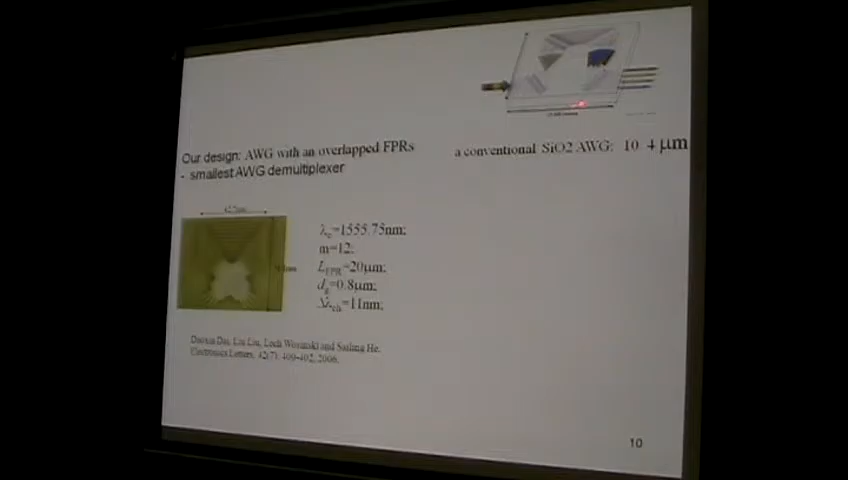 Our design: AWG with an overlapped FPRs
- smallest AWG demultiplexer
a conventional SiO2 AWG: 10 4 μm
λc=1555.75nm;
m=12;
LFPR=20μm;
dg=0.8μm;
Δλch=11nm;
Daoxin Dai, Liu Liu, Lech Wosinski and Sailing He,
Electronics Letters, 42(7): 400-402, 2006.
10